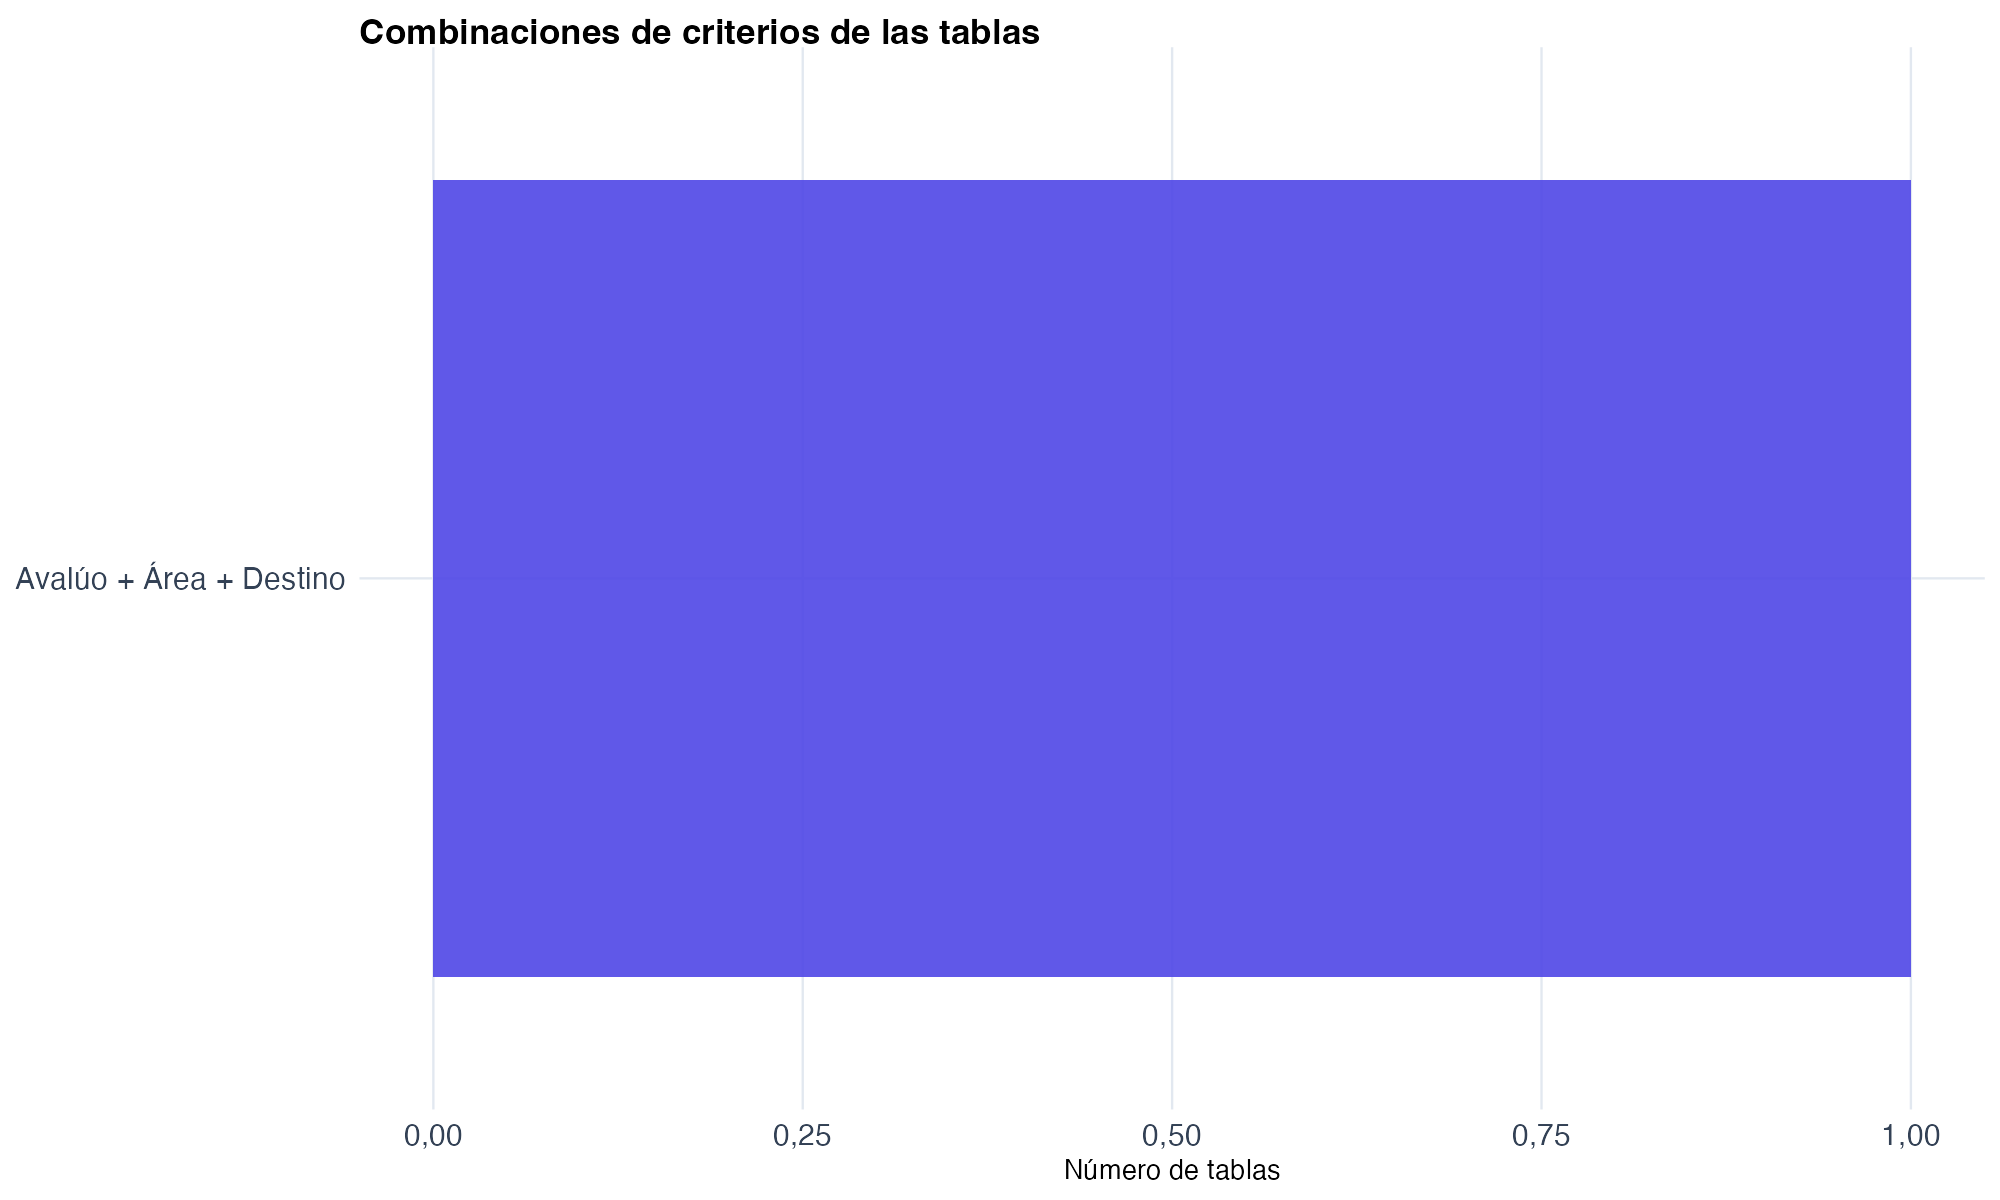 Combinaciones de criterios de las tablas
Avalúo + Área + Destino
0,00 0,25 0,50 0,75 1,00
Número de tablas